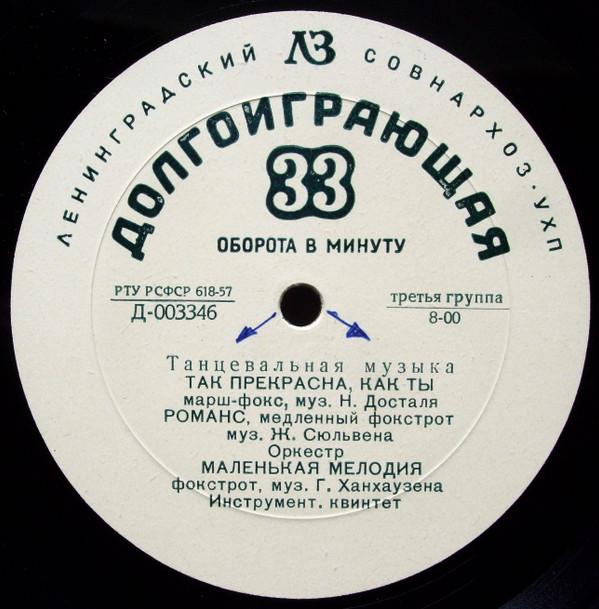 ЛЕНИНГРАДСКИЙ ЛЗ СОВНАРХОЗ·УХП
ДОЛГОИГРАЮЩАЯ
33
ОБОРОТА В МИНУТУ
РТУ РСФСР 618-57
Д-003346
третья группа
8-00
Танцевальная музыка
ТАК ПРЕКРАСНА, КАК ТЫ
марш-фокс, муз. Н. Досталя
РОМАНС, медленный фокстрот
муз. Ж. Сюльвена
Оркестр
МАЛЕНЬКАЯ МЕЛОДИЯ
фокстрот, муз. Г. Ханхаузена
Инструмент. квинтет